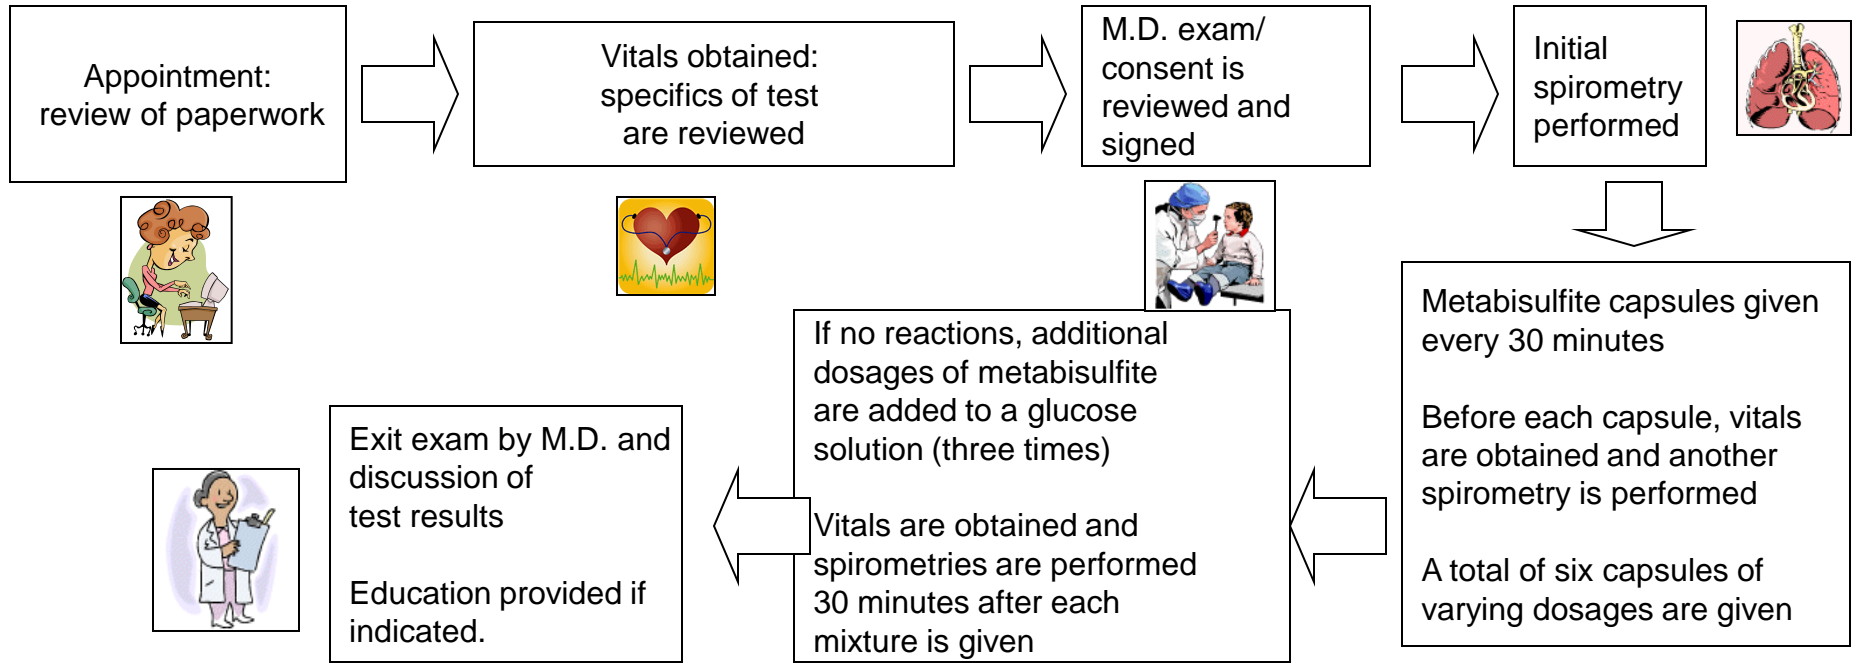 Appointment:
review of paperwork
Vitals obtained:
specifics of test
are reviewed
M.D. exam/
consent is
reviewed and
signed
Initial
spirometry
performed
Metabisulfite capsules given
every 30 minutes
Before each capsule, vitals
are obtained and another
spirometry is performed
A total of six capsules of
varying dosages are given
If no reactions, additional
dosages of metabisulfite
are added to a glucose
solution (three times)
Vitals are obtained and
spirometries are performed
30 minutes after each
mixture is given
Exit exam by M.D. and
discussion of
test results
Education provided if
indicated.